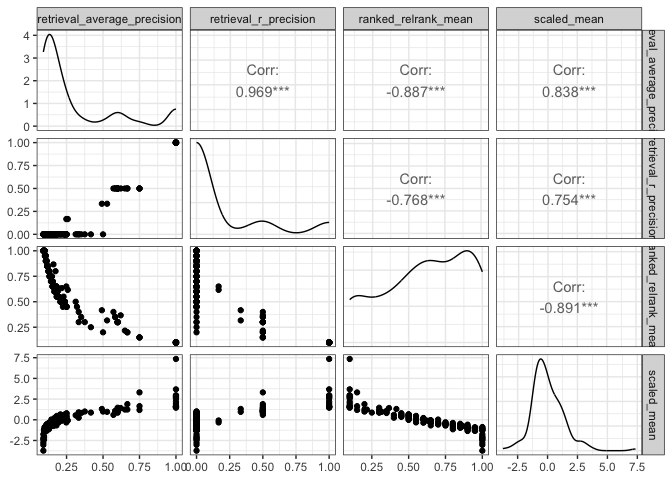 retrieval_average_precision retrieval_r_precision ranked_relrank_mean scaled_mean
4
3
2
1
0
Corr:
0.969***
Corr:
-0.887***
Corr:
0.838***
eval_average_preci
1.00
0.75
0.50
0.25
0.00
Corr:
-0.768***
Corr:
0.754***
etrieval_r_precision
1.00
0.75
0.50
0.25
Corr:
-0.891***
anked_relrank_mea
7.5
5.0
2.5
0.0
-2.5
scaled_mean
0.25 0.50 0.75 1.00
0.00 0.25 0.50 0.75 1.00
0.25 0.50 0.75 1.00
-2.5 0.0 2.5 5.0 7.5